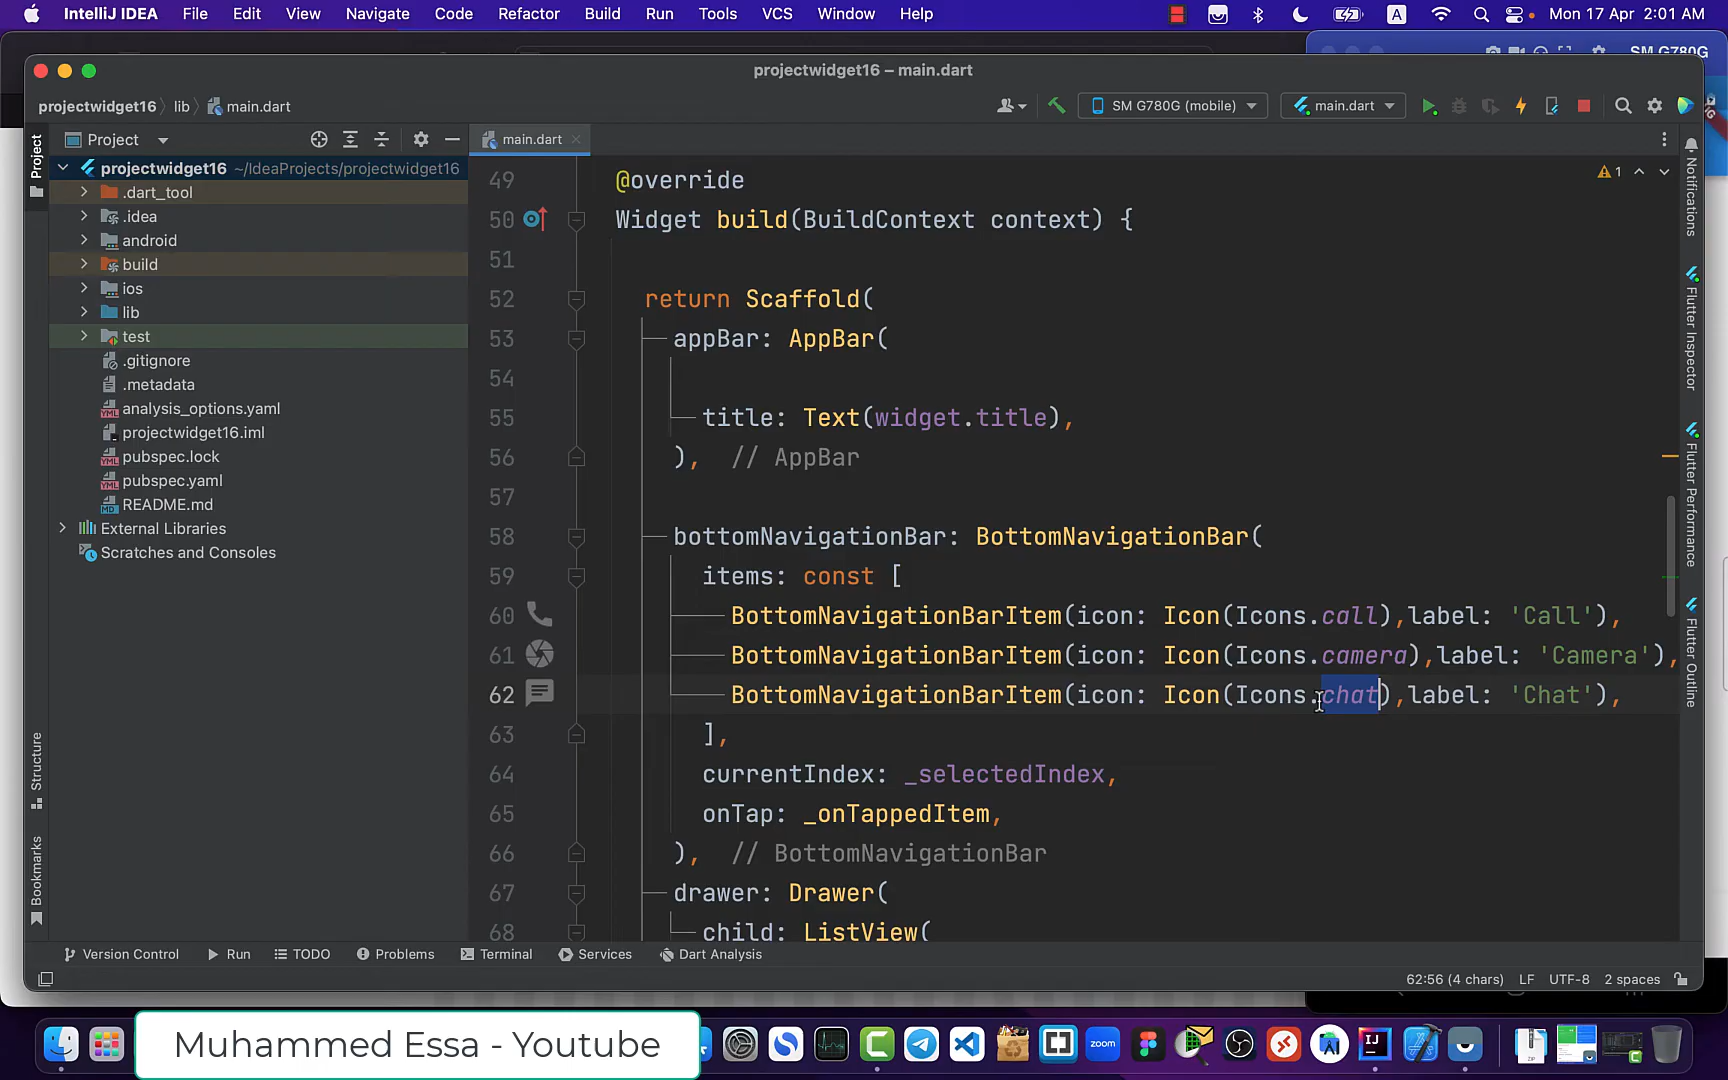 IntelliJ IDEA File Edit View Navigate Code Refactor Build Run Tools VCS Window Help A Mon 17 Apr 2:01 AM
SM G780G
projectwidget16 – main.dart
projectwidget16 lib main.dart
SM G780G (mobile) main.dart
Project
main.dart
Project
projectwidget16 ~/IdeaProjects/projectwidget16
.dart_tool
.idea
android
build
ios
lib
test
.gitignore
.metadata
analysis_options.yaml
projectwidget16.iml
pubspec.lock
pubspec.yaml
README.md
External Libraries
Scratches and Consoles
Structure
Bookmarks
1
49 @override
50 Widget build(BuildContext context) {
51
52 return Scaffold(
53 appBar: AppBar(
54
55 title: Text(widget.title),
56 ), // AppBar
57
58 bottomNavigationBar: BottomNavigationBar(
59 items: const [
60 BottomNavigationBarItem(icon: Icon(Icons.call),label: 'Call'),
61 BottomNavigationBarItem(icon: Icon(Icons.camera),label: 'Camera'),
62 BottomNavigationBarItem(icon: Icon(Icons.chat),label: 'Chat'),
63 ],
64 currentIndex: _selectedIndex,
65 onTap: _onTappedItem,
66 ), // BottomNavigationBar
67 drawer: Drawer(
68 child: ListView(
Notifications
Flutter Inspector
Flutter Performance
Flutter Outline
Version Control Run TODO Problems Terminal Services Dart Analysis
62:56 (4 chars) LF UTF-8 2 spaces
Muhammed Essa - Youtube
zoom
IJ
ZIP